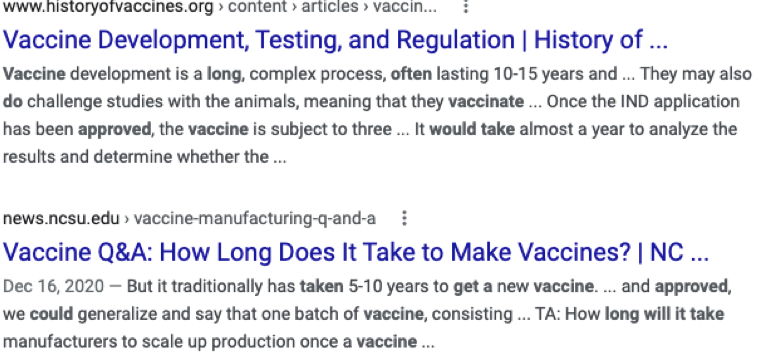 www.historyofvaccines.org › content › articles › vaccin...
Vaccine Development, Testing, and Regulation | History of ...
Vaccine development is a long, complex process, often lasting 10-15 years and ... They may also
do challenge studies with the animals, meaning that they vaccinate ... Once the IND application
has been approved, the vaccine is subject to three ... It would take almost a year to analyze the
results and determine whether the ...
news.ncsu.edu › vaccine-manufacturing-q-and-a
Vaccine Q&A: How Long Does It Take to Make Vaccines? | NC ...
Dec 16, 2020 — But it traditionally has taken 5-10 years to get a new vaccine. ... and approved,
we could generalize and say that one batch of vaccine, consisting ... TA: How long will it take
manufacturers to scale up production once a vaccine ...